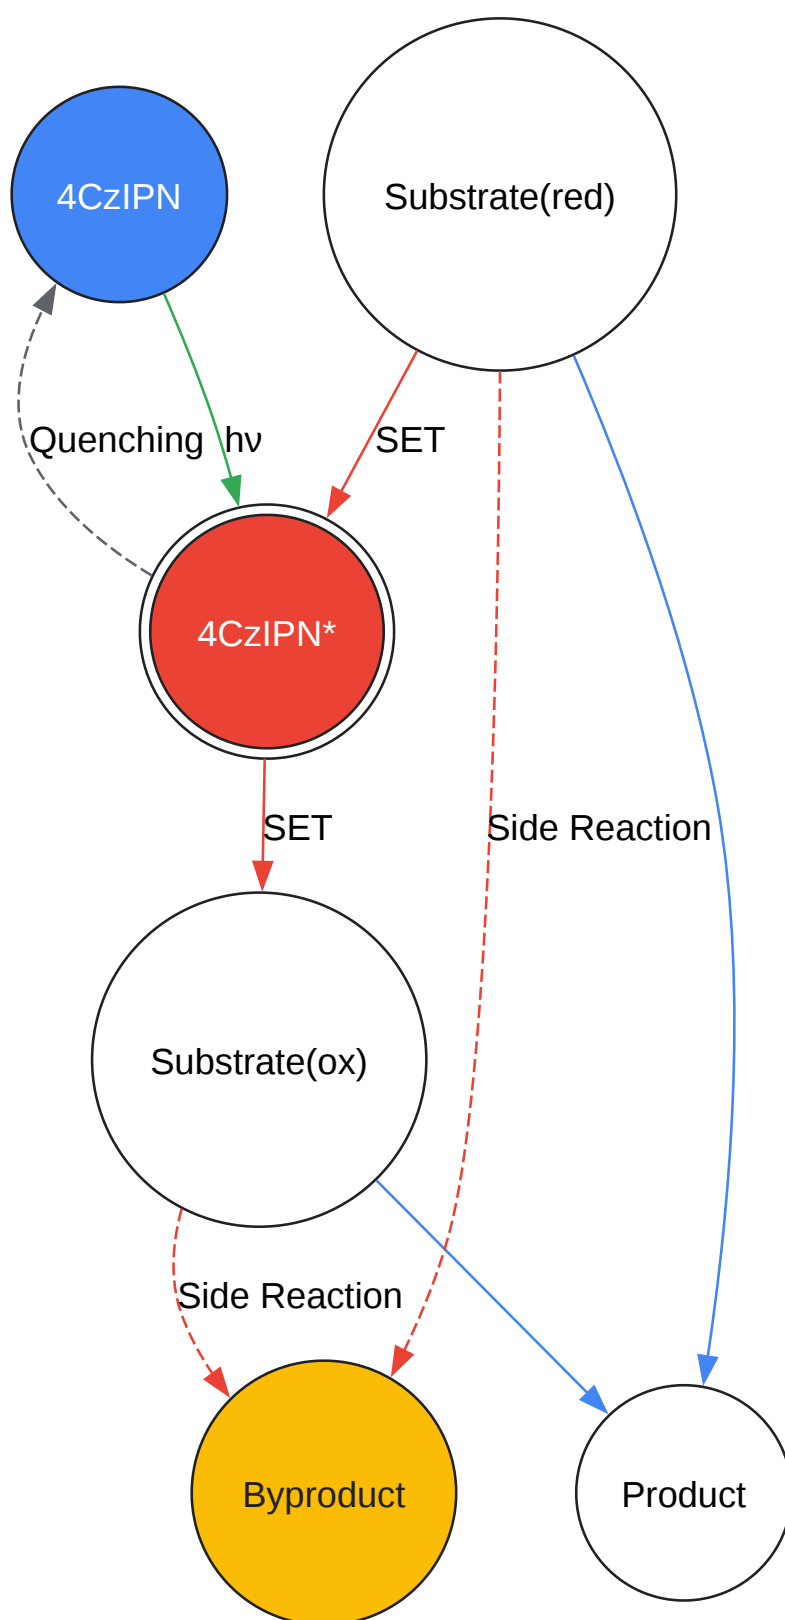 4CzIPN
Substrate(red)
Quenching
hν
SET
4CzIPN*
SET
Side Reaction
Substrate(ox)
Side Reaction
Byproduct
Product